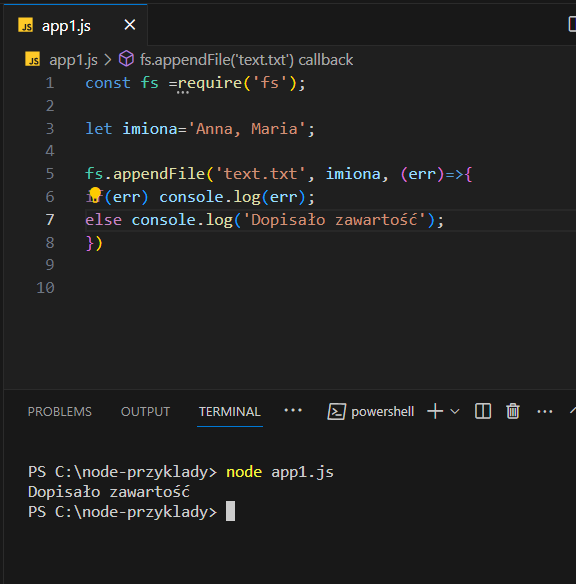 JS app1.js ×
JS app1.js > fs.appendFile('text.txt') callback
1 const fs =require('fs');
2
3 let imiona='Anna, Maria';
4
5 fs.appendFile('text.txt', imiona, (err)=>{
6 (err) console.log(err);
7 else console.log('Dopisało zawartość');
8 })
9
10
PROBLEMS OUTPUT TERMINAL ··· powershell + ···
PS C:\node-przyklady> node app1.js
Dopisało zawartość
PS C:\node-przyklady>